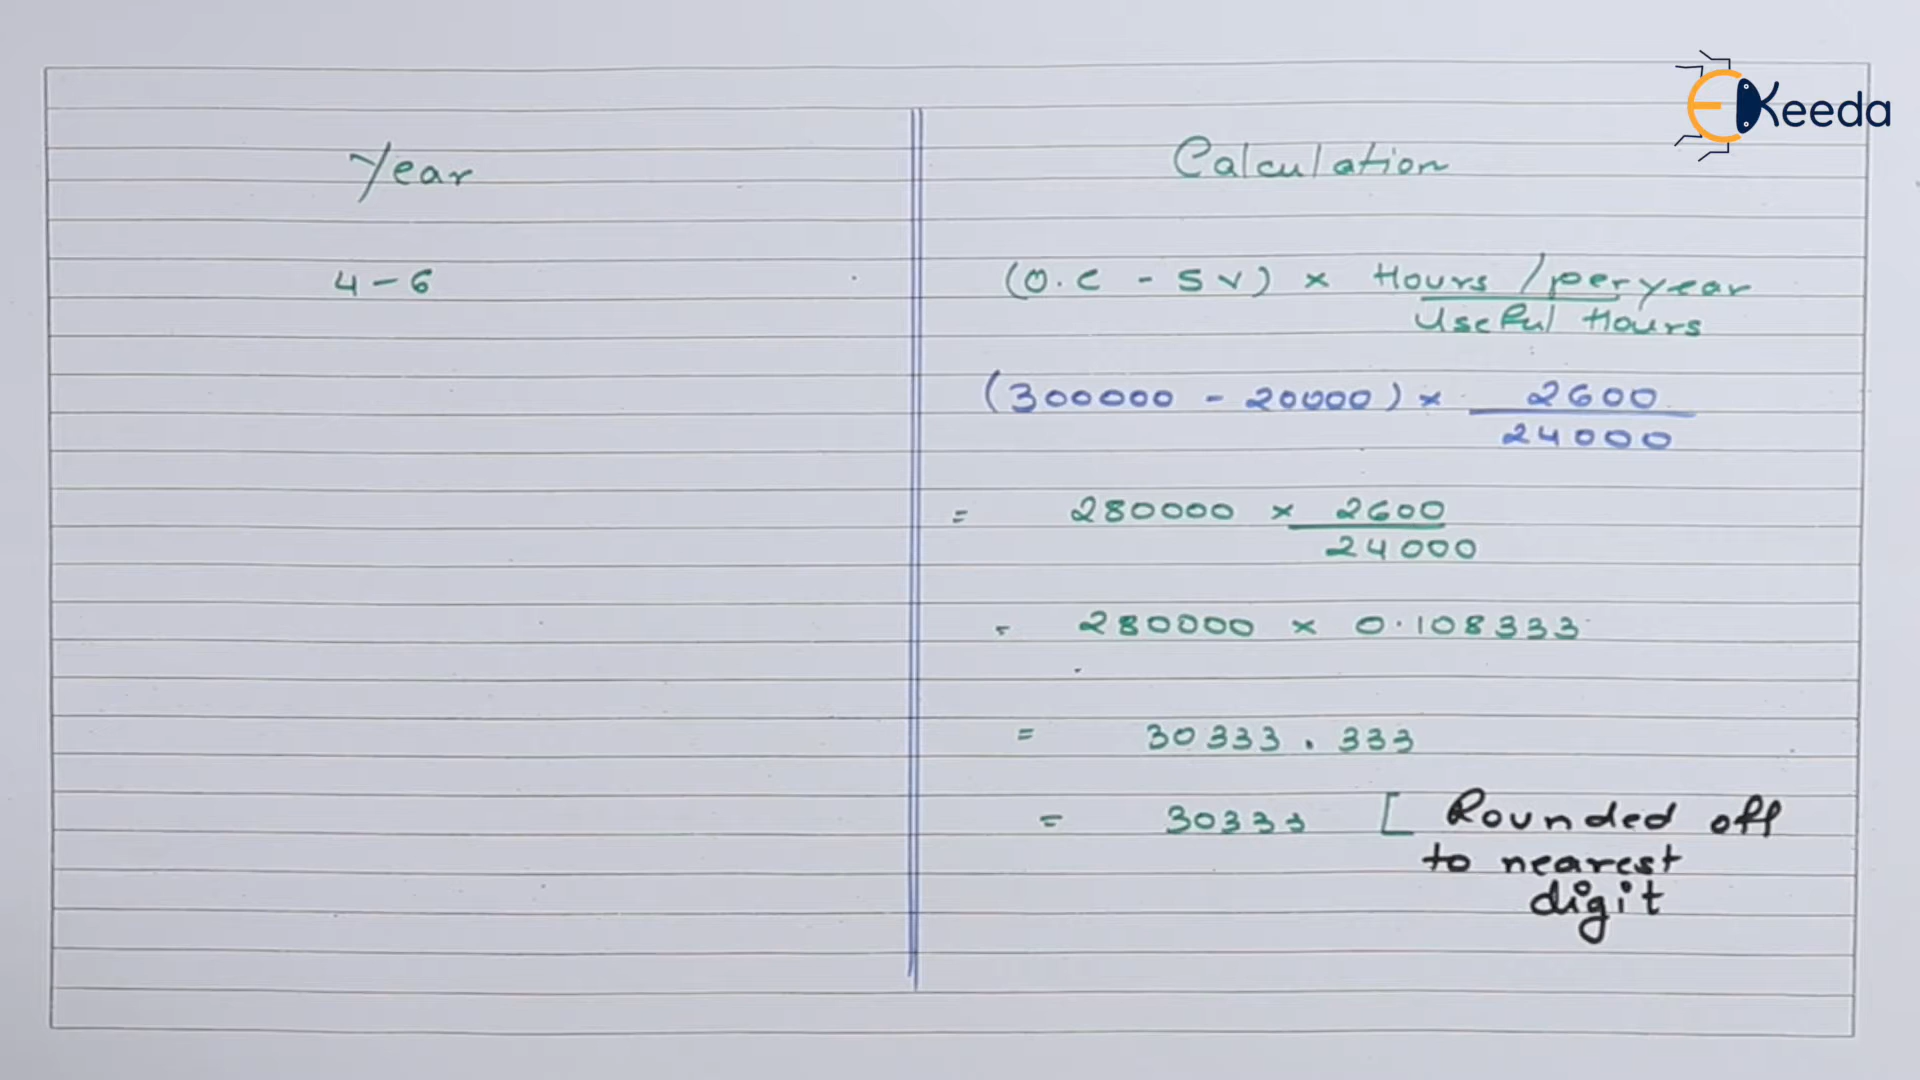 EKeeda
Year
Calculation
4 - 6
(O.C - SV) × Hours / per year
Useful Hours
(300000 - 20000) × 2600
24000
= 280000 × 2600
24000
= 280000 × 0.108333
= 30333.333
= 30333 [ Rounded off
to nearest
digit